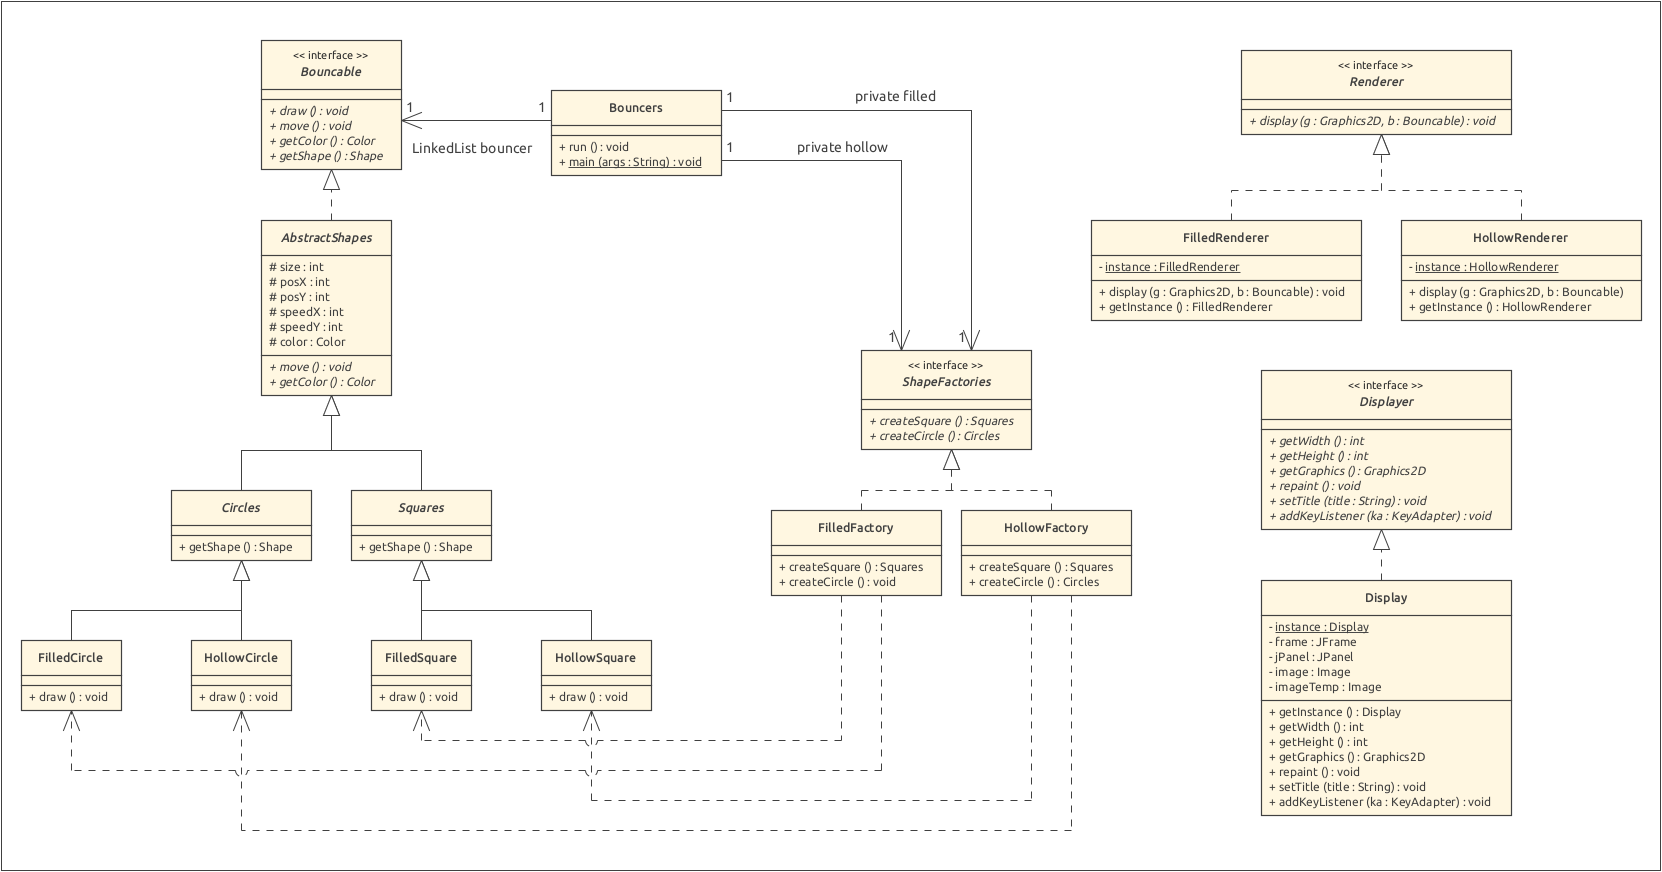 << interface >>
Bouncable
+ draw () : void
+ move () : void
+ getColor () : Color
+ getShape () : Shape
1
1
LinkedList bouncer
Bouncers
+ run () : void
+ main (args : String) : void
1
private filled
1
private hollow
1
1
AbstractShapes
# size : int
# posX : int
# posY : int
# speedX : int
# speedY : int
# color : Color
+ move () : void
+ getColor () : Color
Circles
+ getShape () : Shape
Squares
+ getShape () : Shape
FilledCircle
+ draw () : void
HollowCircle
+ draw () : void
FilledSquare
+ draw () : void
HollowSquare
+ draw () : void
<< interface >>
ShapeFactories
+ createSquare () : Squares
+ createCircle () : Circles
FilledFactory
+ createSquare () : Squares
+ createCircle () : void
HollowFactory
+ createSquare () : Squares
+ createCircle () : Circles
<< interface >>
Renderer
+ display (g : Graphics2D, b : Bouncable) : void
FilledRenderer
- instance : FilledRenderer
+ display (g : Graphics2D, b : Bouncable) : void
+ getInstance () : FilledRenderer
HollowRenderer
- instance : HollowRenderer
+ display (g : Graphics2D, b : Bouncable)
+ getInstance () : HollowRenderer
<< interface >>
Displayer
+ getWidth () : int
+ getHeight () : int
+ getGraphics () : Graphics2D
+ repaint () : void
+ setTitle (title : String) : void
+ addKeyListener (ka : KeyAdapter) : void
Display
- instance : Display
- frame : JFrame
- jPanel : JPanel
- image : Image
- imageTemp : Image
+ getInstance () : Display
+ getWidth () : int
+ getHeight () : int
+ getGraphics () : Graphics2D
+ repaint () : void
+ setTitle (title : String) : void
+ addKeyListener (ka : KeyAdapter) : void